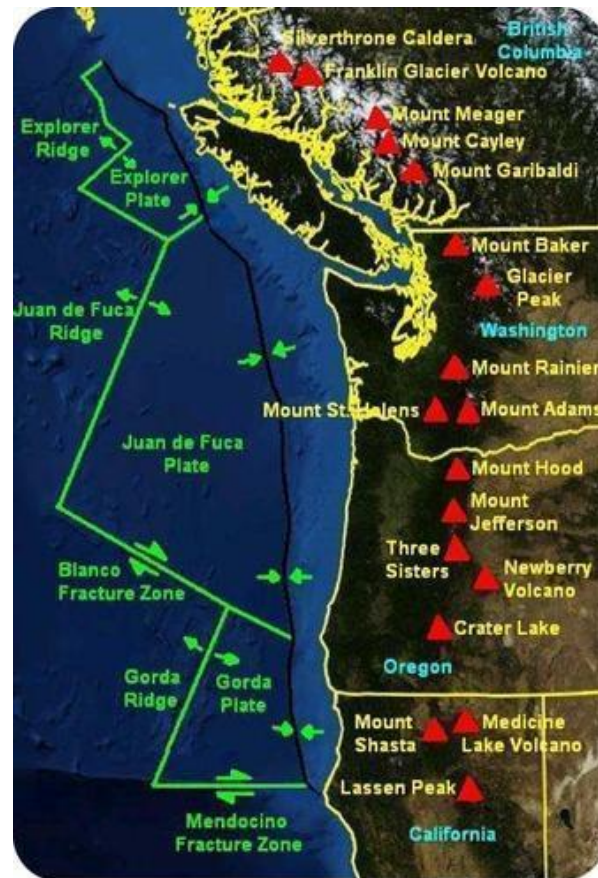 Silverthrone Caldera
British
Columbia
Franklin Glacier Volcano
Mount Meager
Explorer
Ridge
Mount Cayley
Explorer
Plate
Mount Garibaldi
Mount Baker
Glacier
Peak
Juan de Fuca
Ridge
Washington
Mount Rainier
Mount St. Helens
Mount Adams
Juan de Fuca
Plate
Mount Hood
Mount
Jefferson
Three
Sisters
Newberry
Volcano
Blanco
Fracture Zone
Crater Lake
Oregon
Gorda
Ridge
Gorda
Plate
Mount
Shasta
Medicine
Lake Volcano
Lassen Peak
Mendocino
Fracture Zone
California